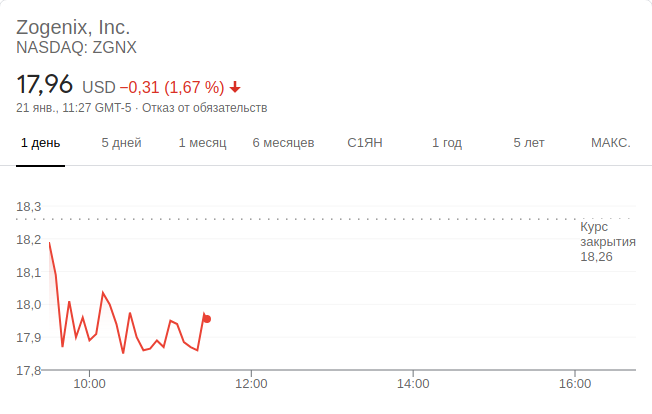 Zogenix, Inc.
NASDAQ: ZGNX
17,96 USD −0,31 (1,67 %)
21 янв., 11:27 GMT-5 · Отказ от обязательств
1 день 5 дней 1 месяц 6 месяцев С1ЯН 1 год 5 лет МАКС.
18,3
Курс
закрытия
18,26
18,2
18,1
18,0
17,9
17,8
10:00 12:00 14:00 16:00